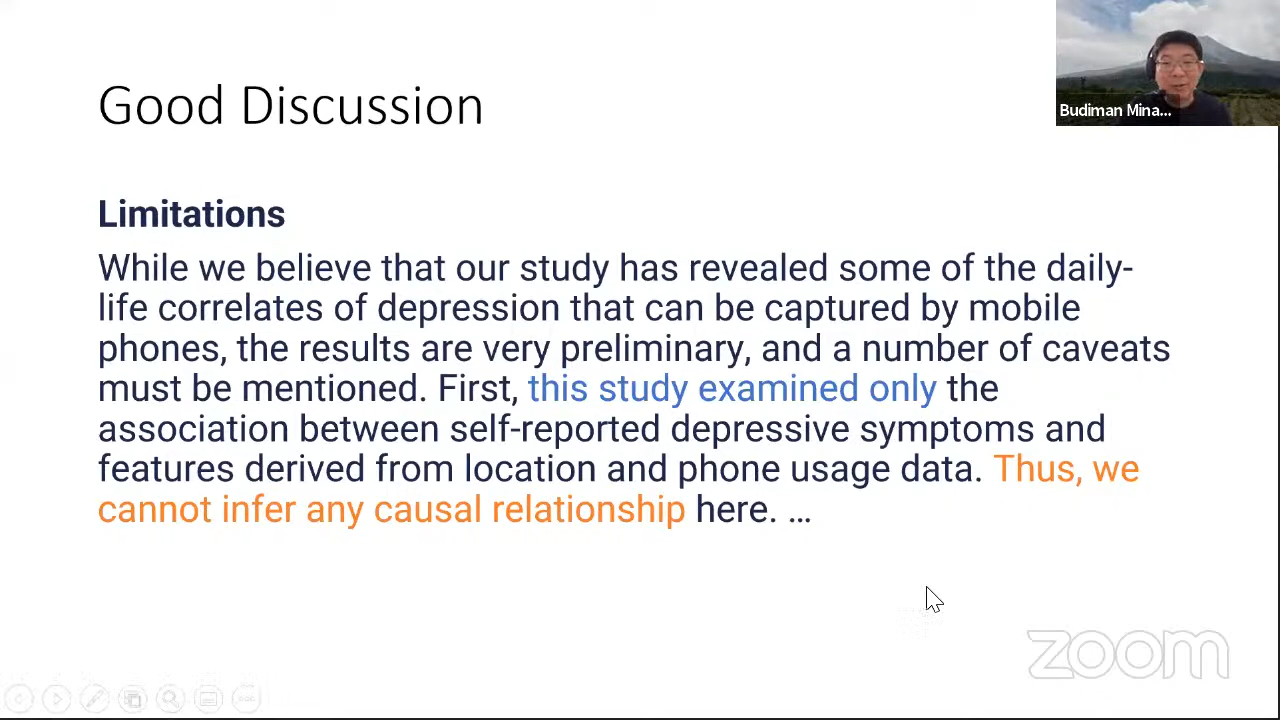 Good Discussion
Budiman Mina...
Limitations
While we believe that our study has revealed some of the daily-
life correlates of depression that can be captured by mobile
phones, the results are very preliminary, and a number of caveats
must be mentioned. First, this study examined only the
association between self-reported depressive symptoms and
features derived from location and phone usage data. Thus, we
cannot infer any causal relationship here. ...
zoom